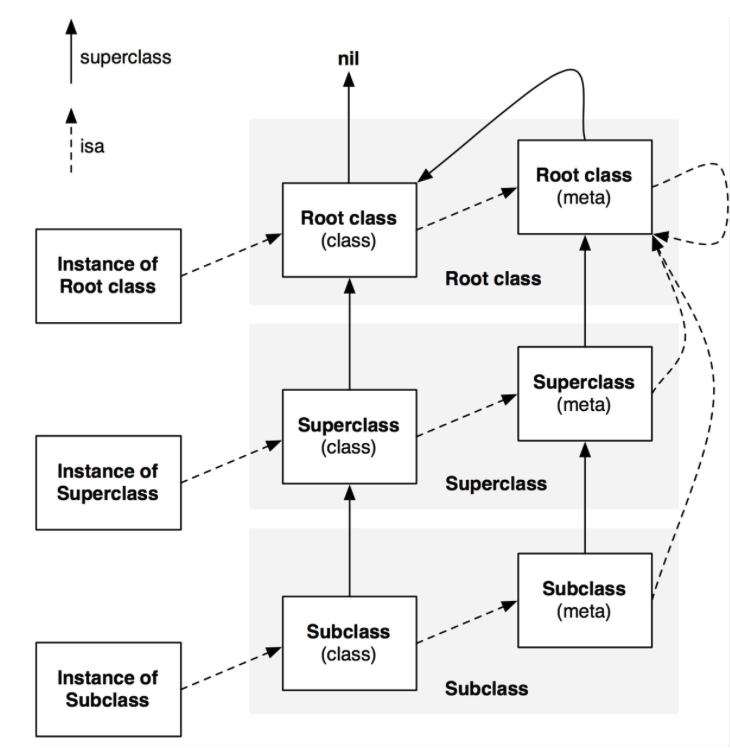 superclass
nil
isa
Root class
(meta)
Root class
(class)
Instance of
Root class
Root class
Superclass
(meta)
Superclass
(class)
Instance of
Superclass
Superclass
Subclass
(meta)
Subclass
(class)
Instance of
Subclass
Subclass